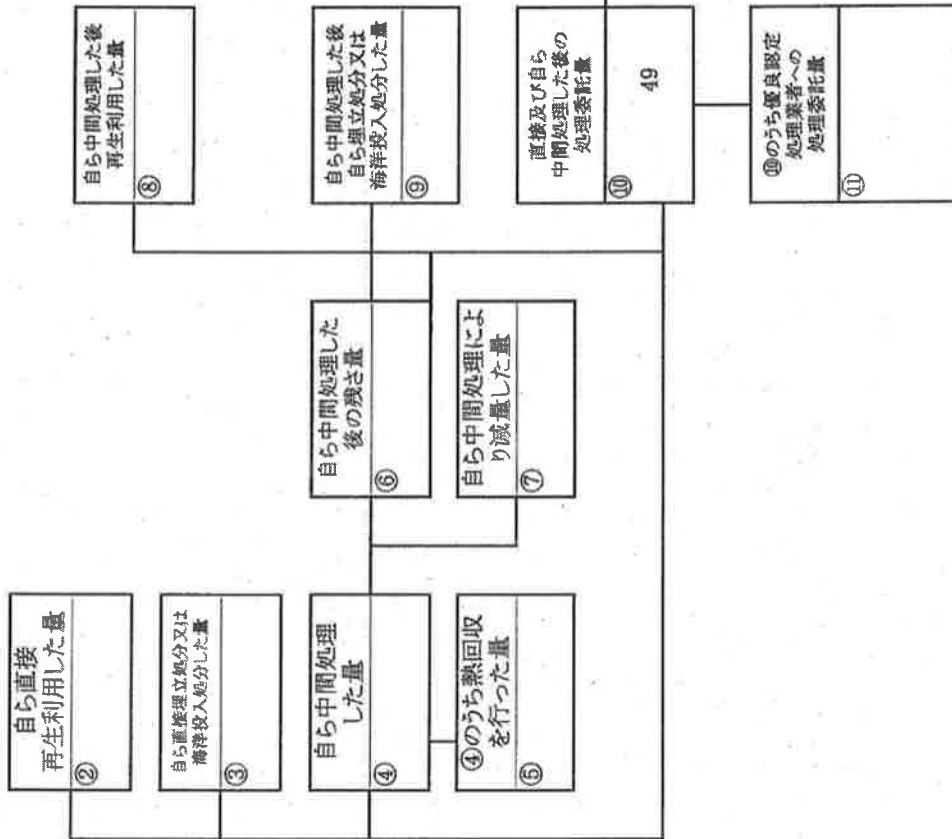 自ら直接
再生利用した量
②
自ら直接埋立処分又は
海洋投入処分した量
③
自ら中間処理
した量
④
④のうち熱回収
を行った量
⑤
自ら中間処理した
後の残さ量
⑥
自ら中間処理によ
り減量した量
⑦
自ら中間処理した後
再生利用した量
⑧
自ら中間処理した後
自ら埋立処分又は
海洋投入処分した量
⑨
直接及び自ら
中間処理した後の
処理委託量
⑩
49
⑩のうち優良認定
処理業者への
処理委託量
⑪